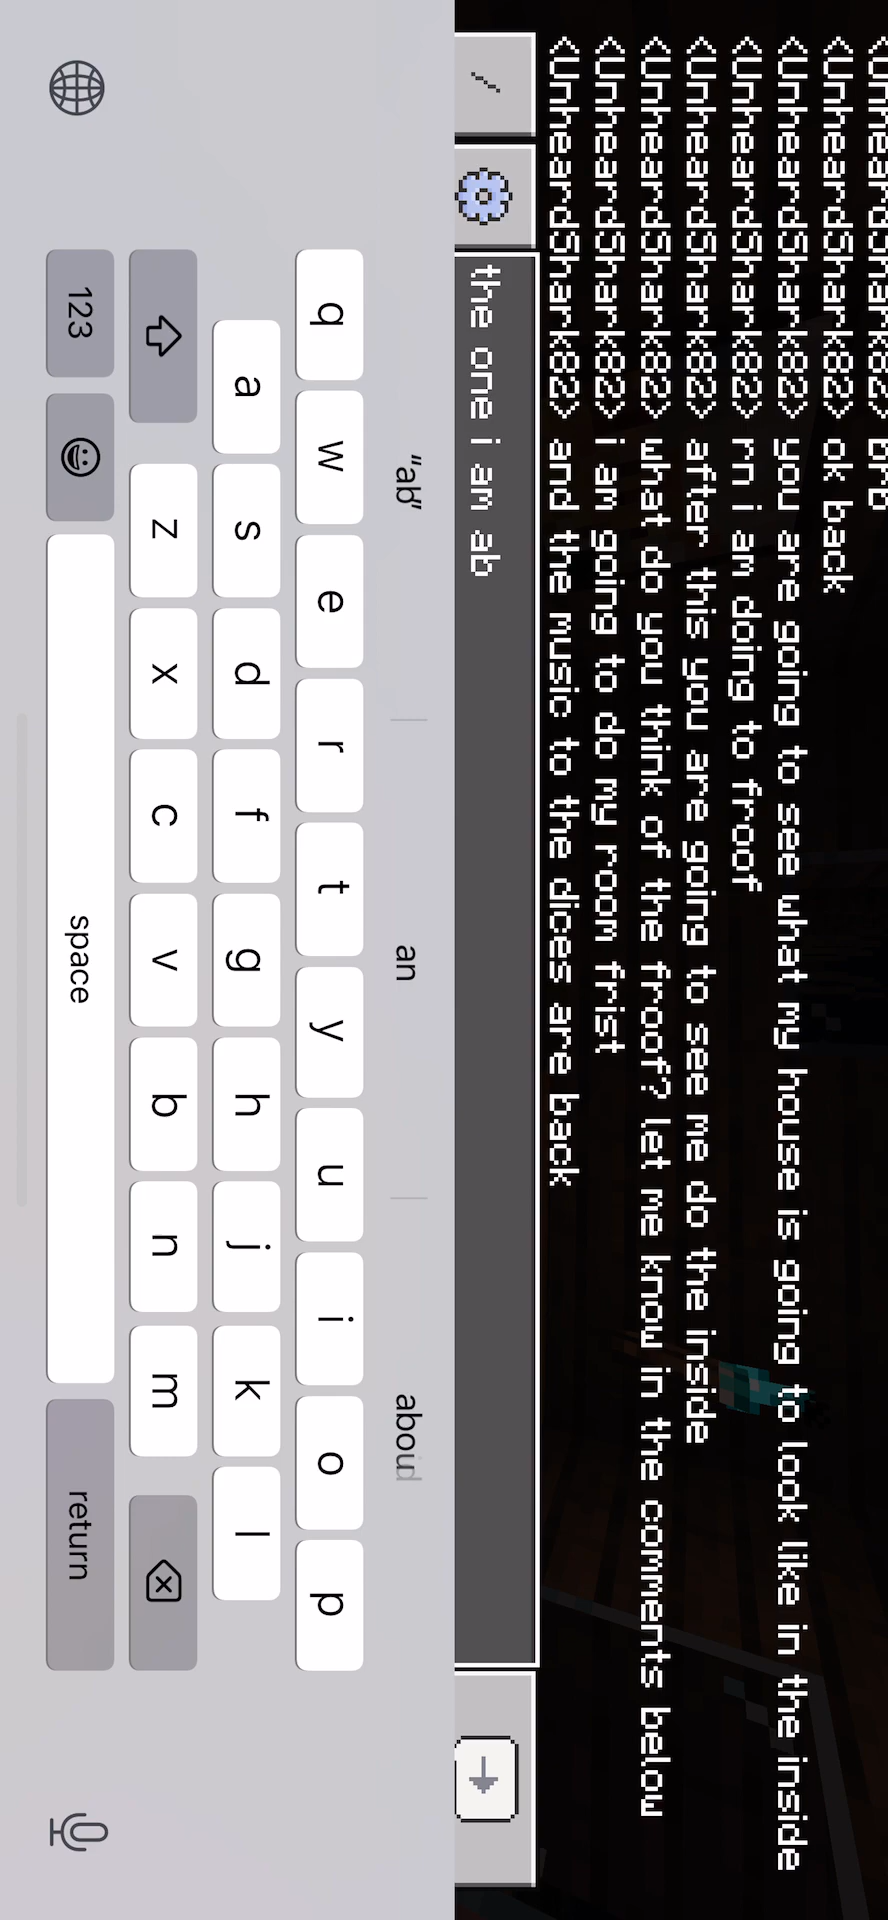 <UnheardShark82> brb
<UnheardShark82> ok back
<UnheardShark82> you are going to see what my house is going to look like in the inside
<UnheardShark82> rn i am doing to froof
<UnheardShark82> after this you are going to see me do the inside
<UnheardShark82> what do you think of the froof? let me know in the comments below
<UnheardShark82> i am going to do my room frist
<UnheardShark82> and the music to the dices are back
/ the one i am ab
"ab" an aboud
q w e r t y u i o p
a s d f g h j k l
z x c v b n m
123 space return